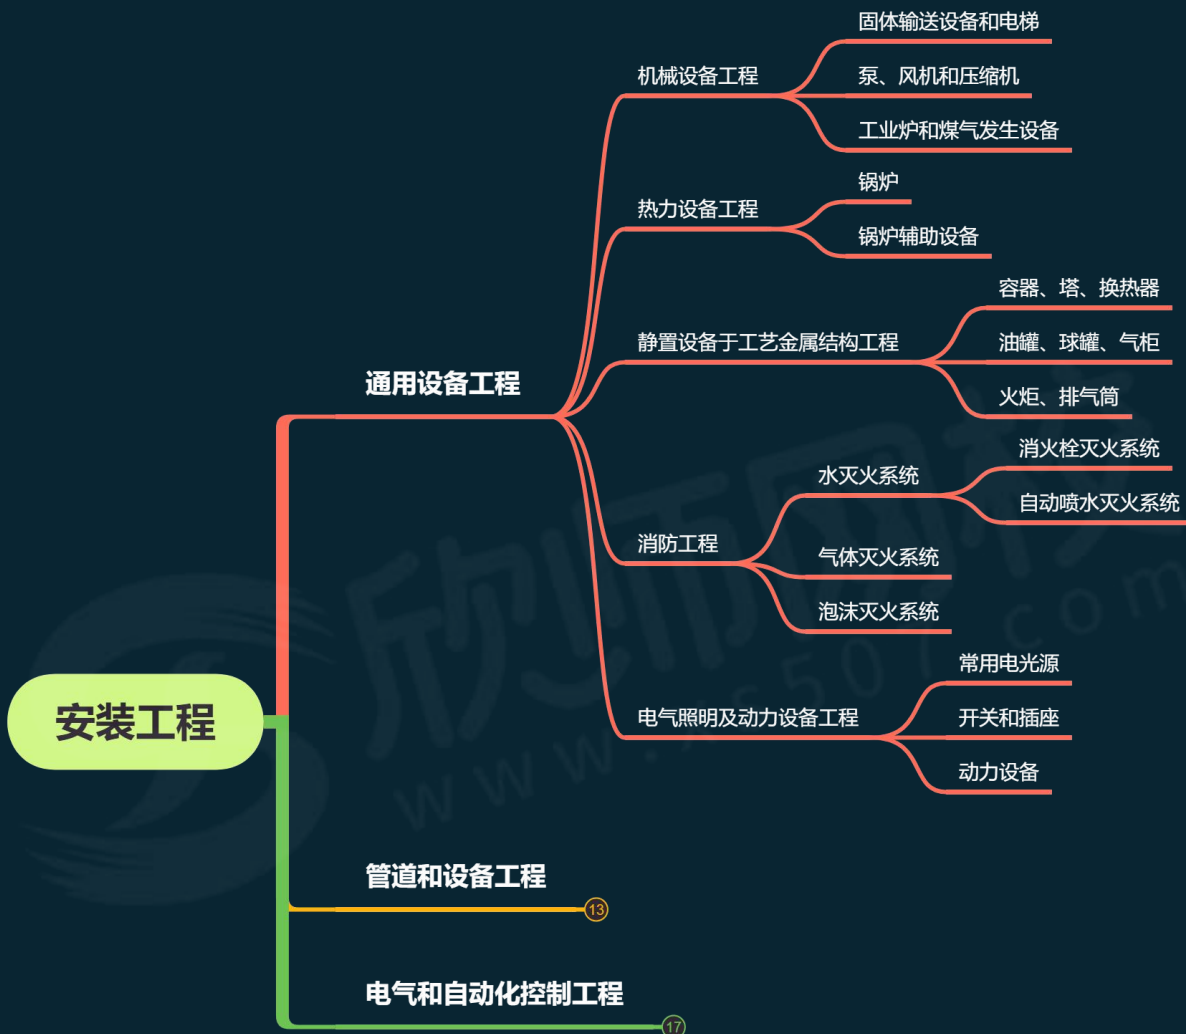 固体输送设备和电梯
机械设备工程
泵、风机和压缩机
工业炉和煤气发生设备
锅炉
热力设备工程
锅炉辅助设备
容器、塔、换热器
静置设备于工艺金属结构工程
油罐、球罐、气柜
通用设备工程
火炬、排气筒
消火栓灭火系统
水灭火系统
自动喷水灭火系统
消防工程
气体灭火系统
泡沫灭火系统
常用电光源
电气照明及动力设备工程
开关和插座
动力设备
安装工程
管道和设备工程
13
电气和自动化控制工程
17
欣师网校